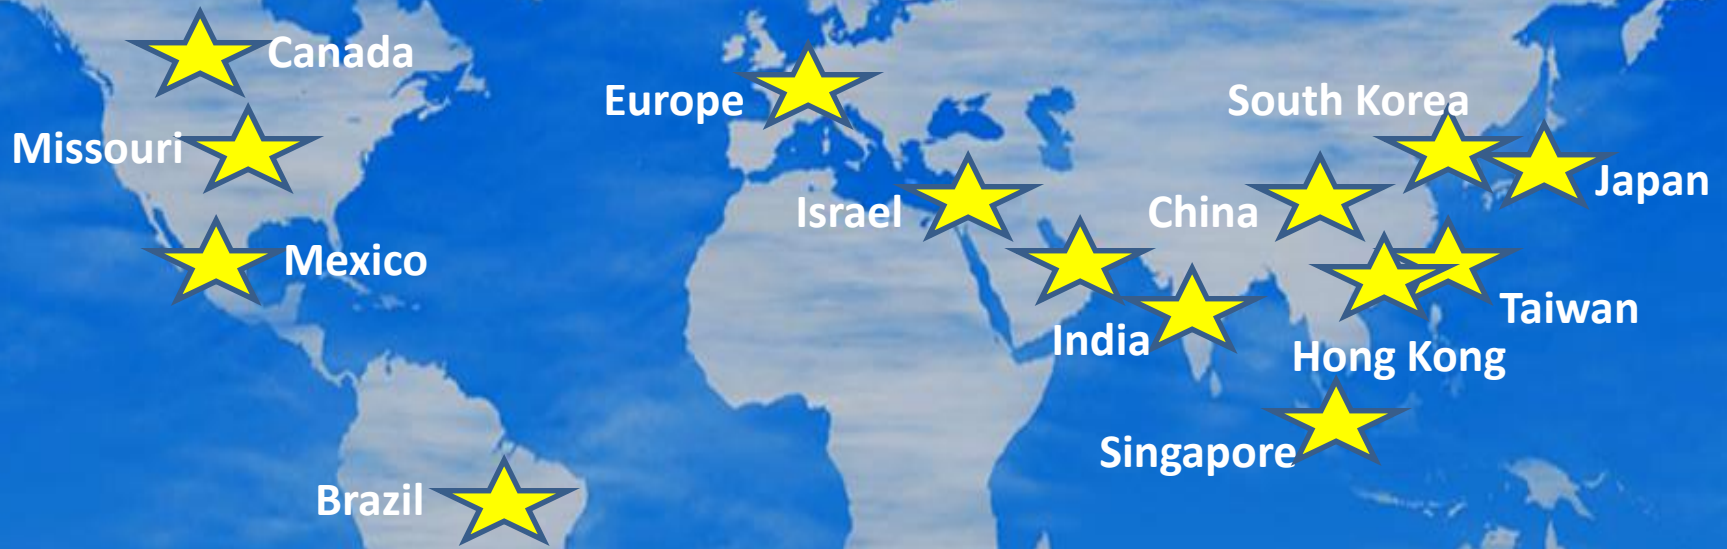 Canada
Europe
South Korea
Missouri
Japan
Israel
China
Mexico
Taiwan
India
Hong Kong
Singapore
Brazil